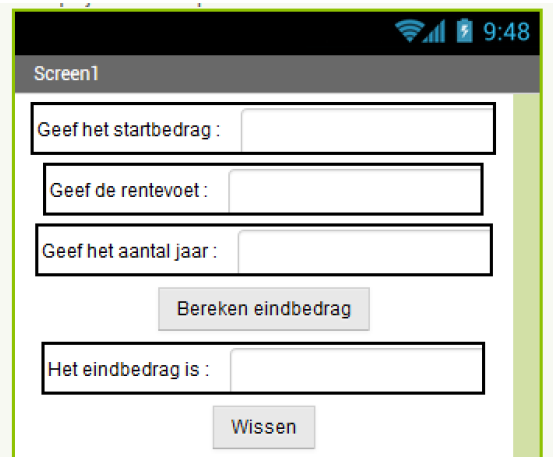 9:48
Screen1
Geef het startbedrag :
Geef de rentevoet :
Geef het aantal jaar :
Bereken eindbedrag
Het eindbedrag is :
Wissen